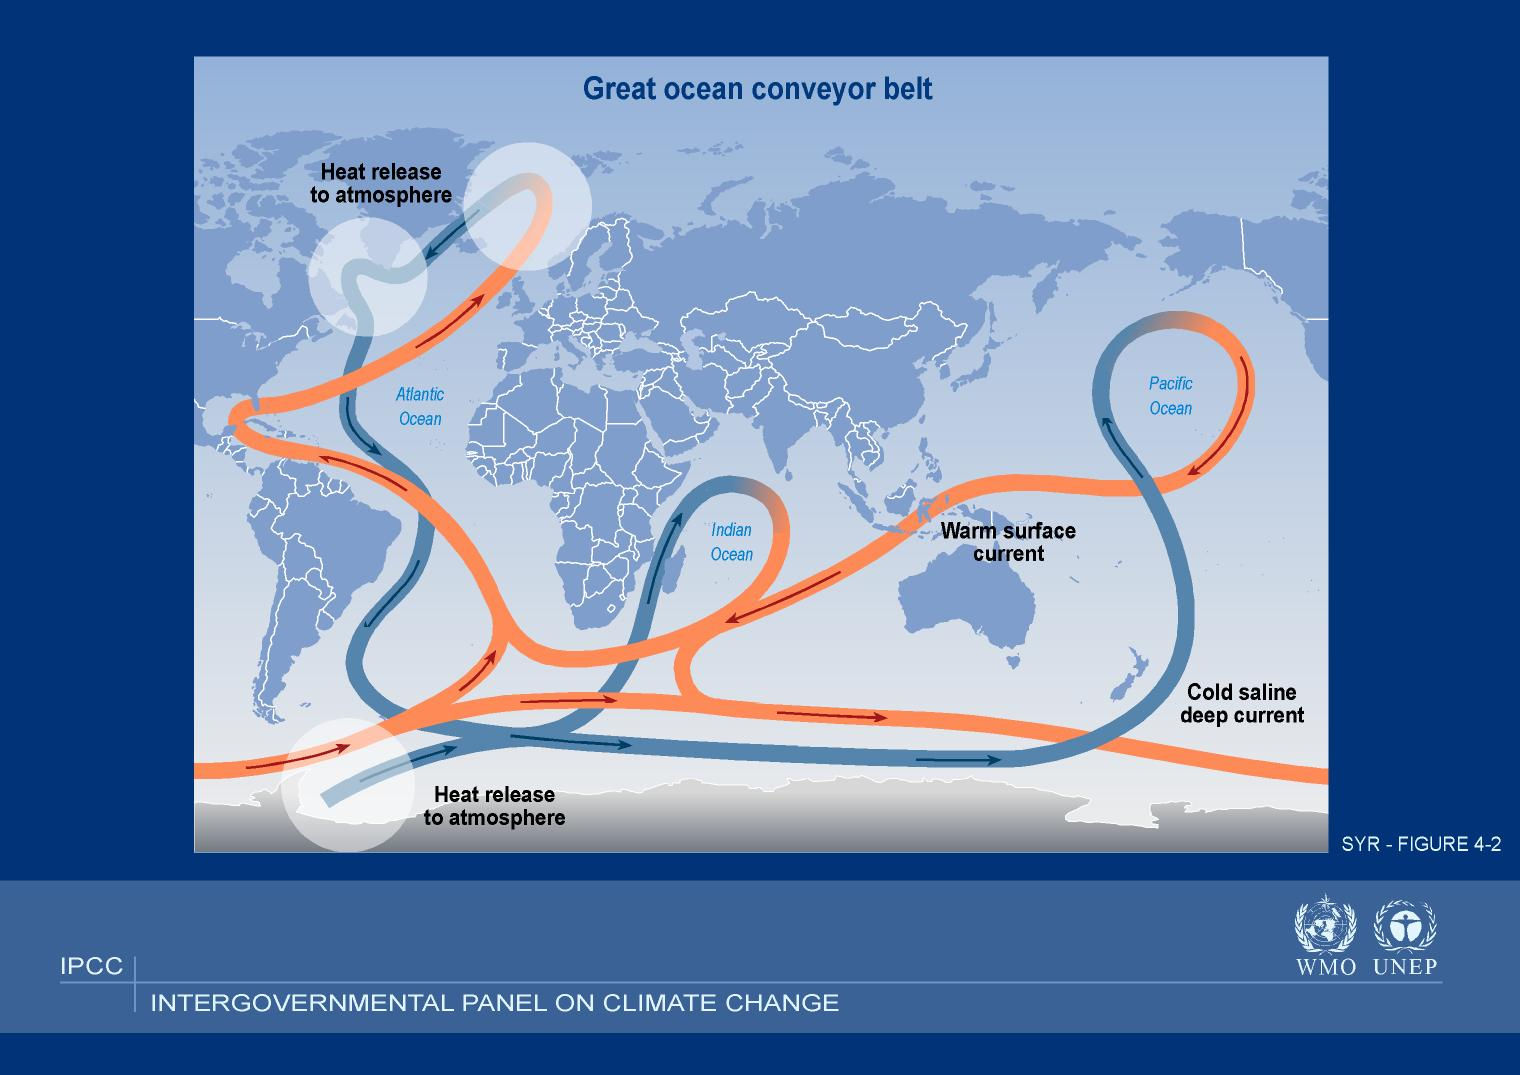 Great ocean conveyor belt
Heat release
to atmosphere
Atlantic
Ocean
Pacific
Ocean
Indian
Ocean
Warm surface
current
Cold saline
deep current
Heat release
to atmosphere
SYR - FIGURE 4-2
WMO UNEP
IPCC
INTERGOVERNMENTAL PANEL ON CLIMATE CHANGE